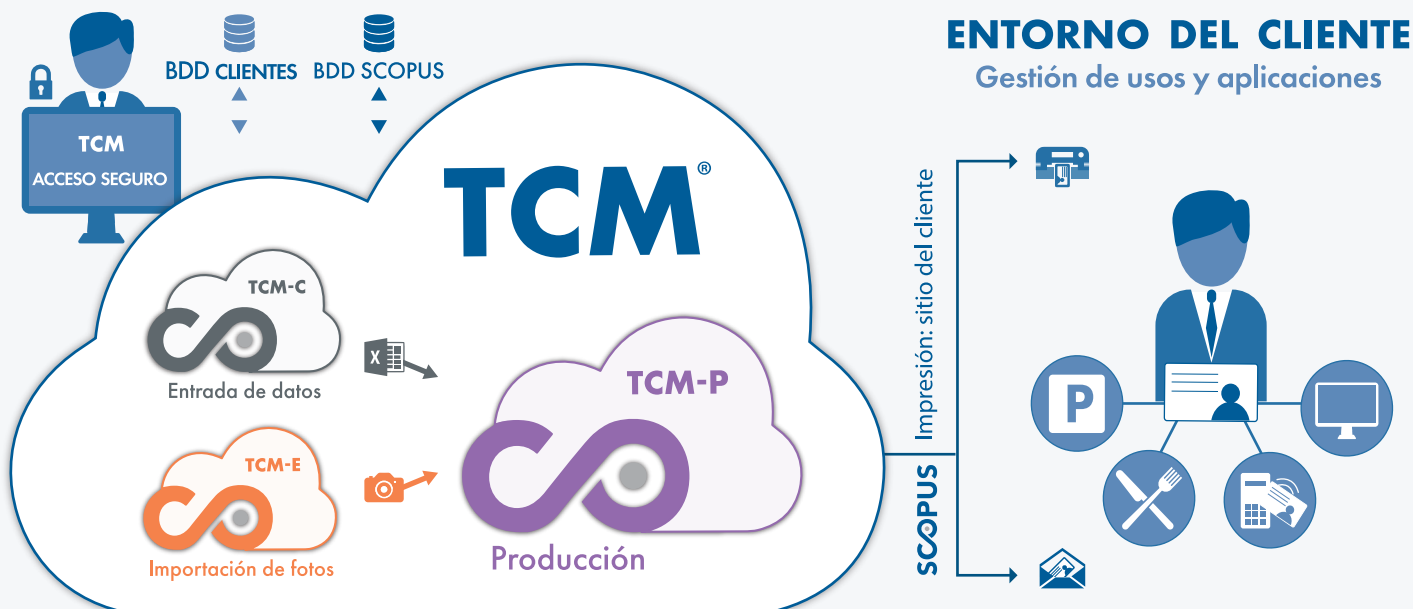 BDD CLIENTES
BDD SCOPUS
TCM
ACCESO SEGURO
TCM®
TCM-C
Entrada de datos
X
TCM-E
Importación de fotos
TCM-P
Producción
ENTORNO DEL CLIENTE
Gestión de usos y aplicaciones
Impresión: sitio del cliente
SCOPUS
P